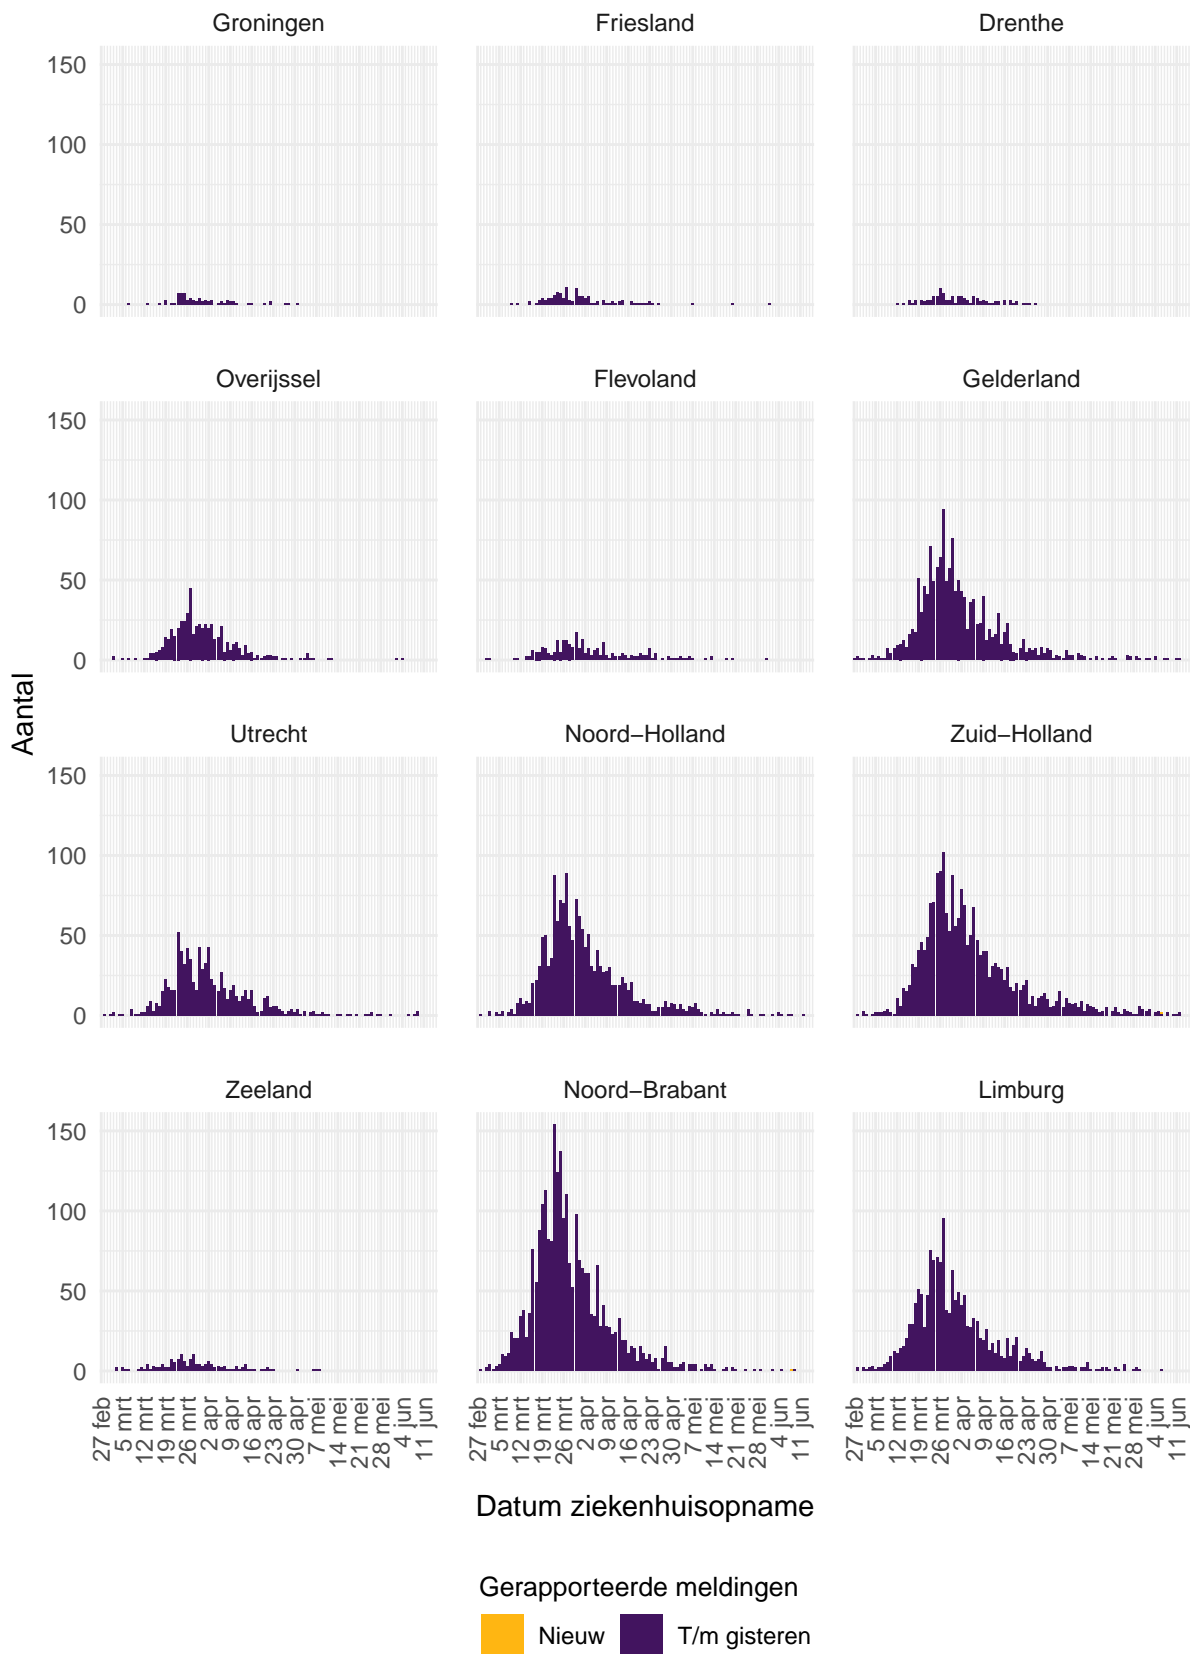 Groningen Friesland Drenthe
150
100
50
0
Overijssel Flevoland Gelderland
150
100
50
0
Aantal
Utrecht Noord−Holland Zuid−Holland
150
100
50
0
Zeeland Noord−Brabant Limburg
150
100
50
0
27 feb 5 mrt 12 mrt 19 mrt 26 mrt 2 apr 9 apr 16 apr 23 apr 30 apr 7 mei 14 mei 21 mei 28 mei 4 jun 11 jun
27 feb 5 mrt 12 mrt 19 mrt 26 mrt 2 apr 9 apr 16 apr 23 apr 30 apr 7 mei 14 mei 21 mei 28 mei 4 jun 11 jun
27 feb 5 mrt 12 mrt 19 mrt 26 mrt 2 apr 9 apr 16 apr 23 apr 30 apr 7 mei 14 mei 21 mei 28 mei 4 jun 11 jun
Datum ziekenhuisopname
Gerapporteerde meldingen
Nieuw T/m gisteren